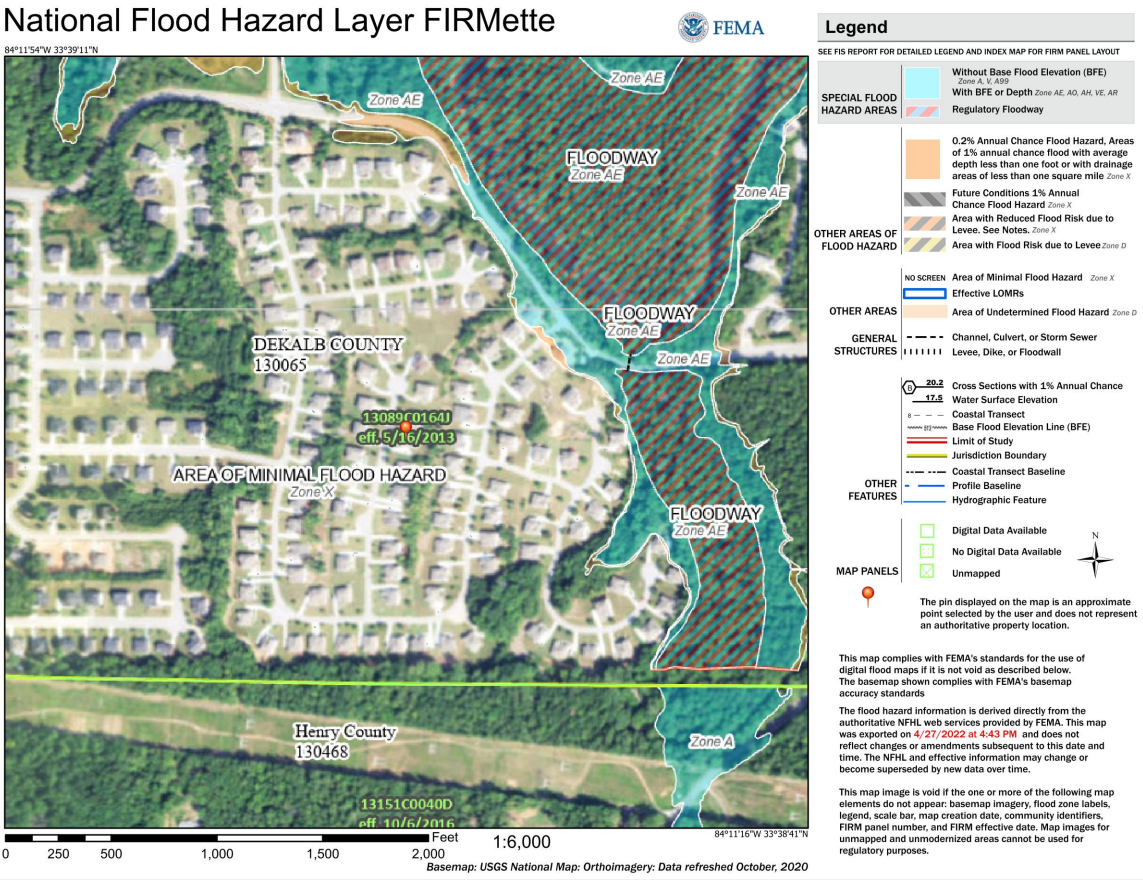 National Flood Hazard Layer FIRMette
FEMA
84°11'54"W 33°39'11"N
Zone AE
Zone AE
FLOODWAY
Zone AE
Zone AE
FLOODWAY
Zone AE
Zone AE
DEKALB COUNTY
130065
13089C0164J
eff. 5/16/2013
AREA OF MINIMAL FLOOD HAZARD
Zone X
FLOODWAY
Zone AE
Henry County
130468
Zone A
13151C0040D
eff. 10/6/2016
84°11'16"W 33°38'41"N
Feet
0 250 500 1,000 1,500 2,000
1:6,000
Basemap: USGS National Map: Orthoimagery: Data refreshed October, 2020
Legend
SEE FIS REPORT FOR DETAILED LEGEND AND INDEX MAP FOR FIRM PANEL LAYOUT
SPECIAL FLOOD
HAZARD AREAS
Without Base Flood Elevation (BFE)
Zone A, V, A99
With BFE or Depth Zone AE, AO, AH, VE, AR
Regulatory Floodway
OTHER AREAS OF
FLOOD HAZARD
0.2% Annual Chance Flood Hazard, Areas
of 1% annual chance flood with average
depth less than one foot or with drainage
areas of less than one square mile Zone X
Future Conditions 1% Annual
Chance Flood Hazard Zone X
Area with Reduced Flood Risk due to
Levee. See Notes. Zone X
Area with Flood Risk due to Levee Zone D
OTHER AREAS
NO SCREEN Area of Minimal Flood Hazard Zone X
Effective LOMRs
Area of Undetermined Flood Hazard Zone D
GENERAL
STRUCTURES
Channel, Culvert, or Storm Sewer
Levee, Dike, or Floodwall
OTHER
FEATURES
B 20.2 Cross Sections with 1% Annual Chance
17.5 Water Surface Elevation
8 Coastal Transect
Base Flood Elevation Line (BFE)
Limit of Study
Jurisdiction Boundary
Coastal Transect Baseline
Profile Baseline
Hydrographic Feature
MAP PANELS
Digital Data Available
No Digital Data Available
Unmapped
N
The pin displayed on the map is an approximate
point selected by the user and does not represent
an authoritative property location.
This map complies with FEMA's standards for the use of
digital flood maps if it is not void as described below.
The basemap shown complies with FEMA's basemap
accuracy standards
The flood hazard information is derived directly from the
authoritative NFHL web services provided by FEMA. This map
was exported on 4/27/2022 at 4:43 PM and does not
reflect changes or amendments subsequent to this date and
time. The NFHL and effective information may change or
become superseded by new data over time.
This map image is void if the one or more of the following map
elements do not appear: basemap imagery, flood zone labels,
legend, scale bar, map creation date, community identifiers,
FIRM panel number, and FIRM effective date. Map images for
unmapped and unmodernized areas cannot be used for
regulatory purposes.